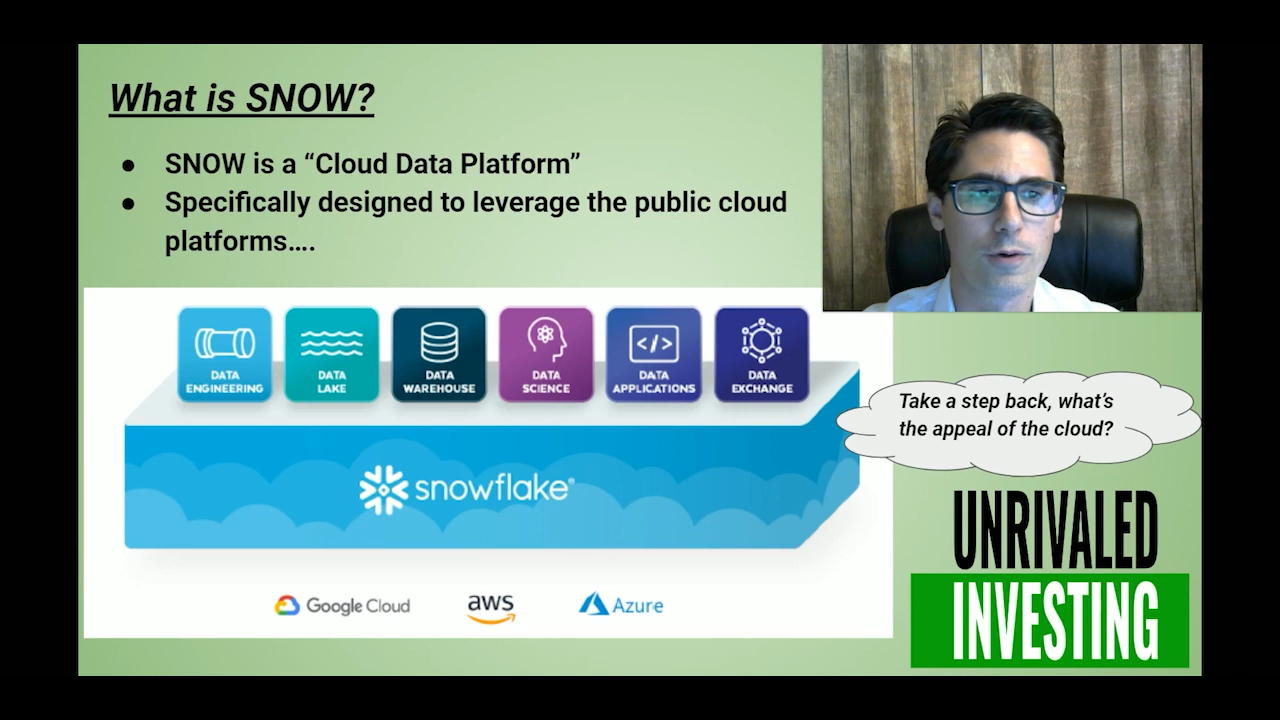 What is SNOW?
● SNOW is a “Cloud Data Platform”
● Specifically designed to leverage the public cloud
platforms....
DATA
ENGINEERING
DATA
LAKE
DATA
WAREHOUSE
DATA
SCIENCE
</>
DATA
APPLICATIONS
DATA
EXCHANGE
snowflake®
Google Cloud
aws
Azure
Take a step back, what's
the appeal of the cloud?
UNRIVALED
INVESTING